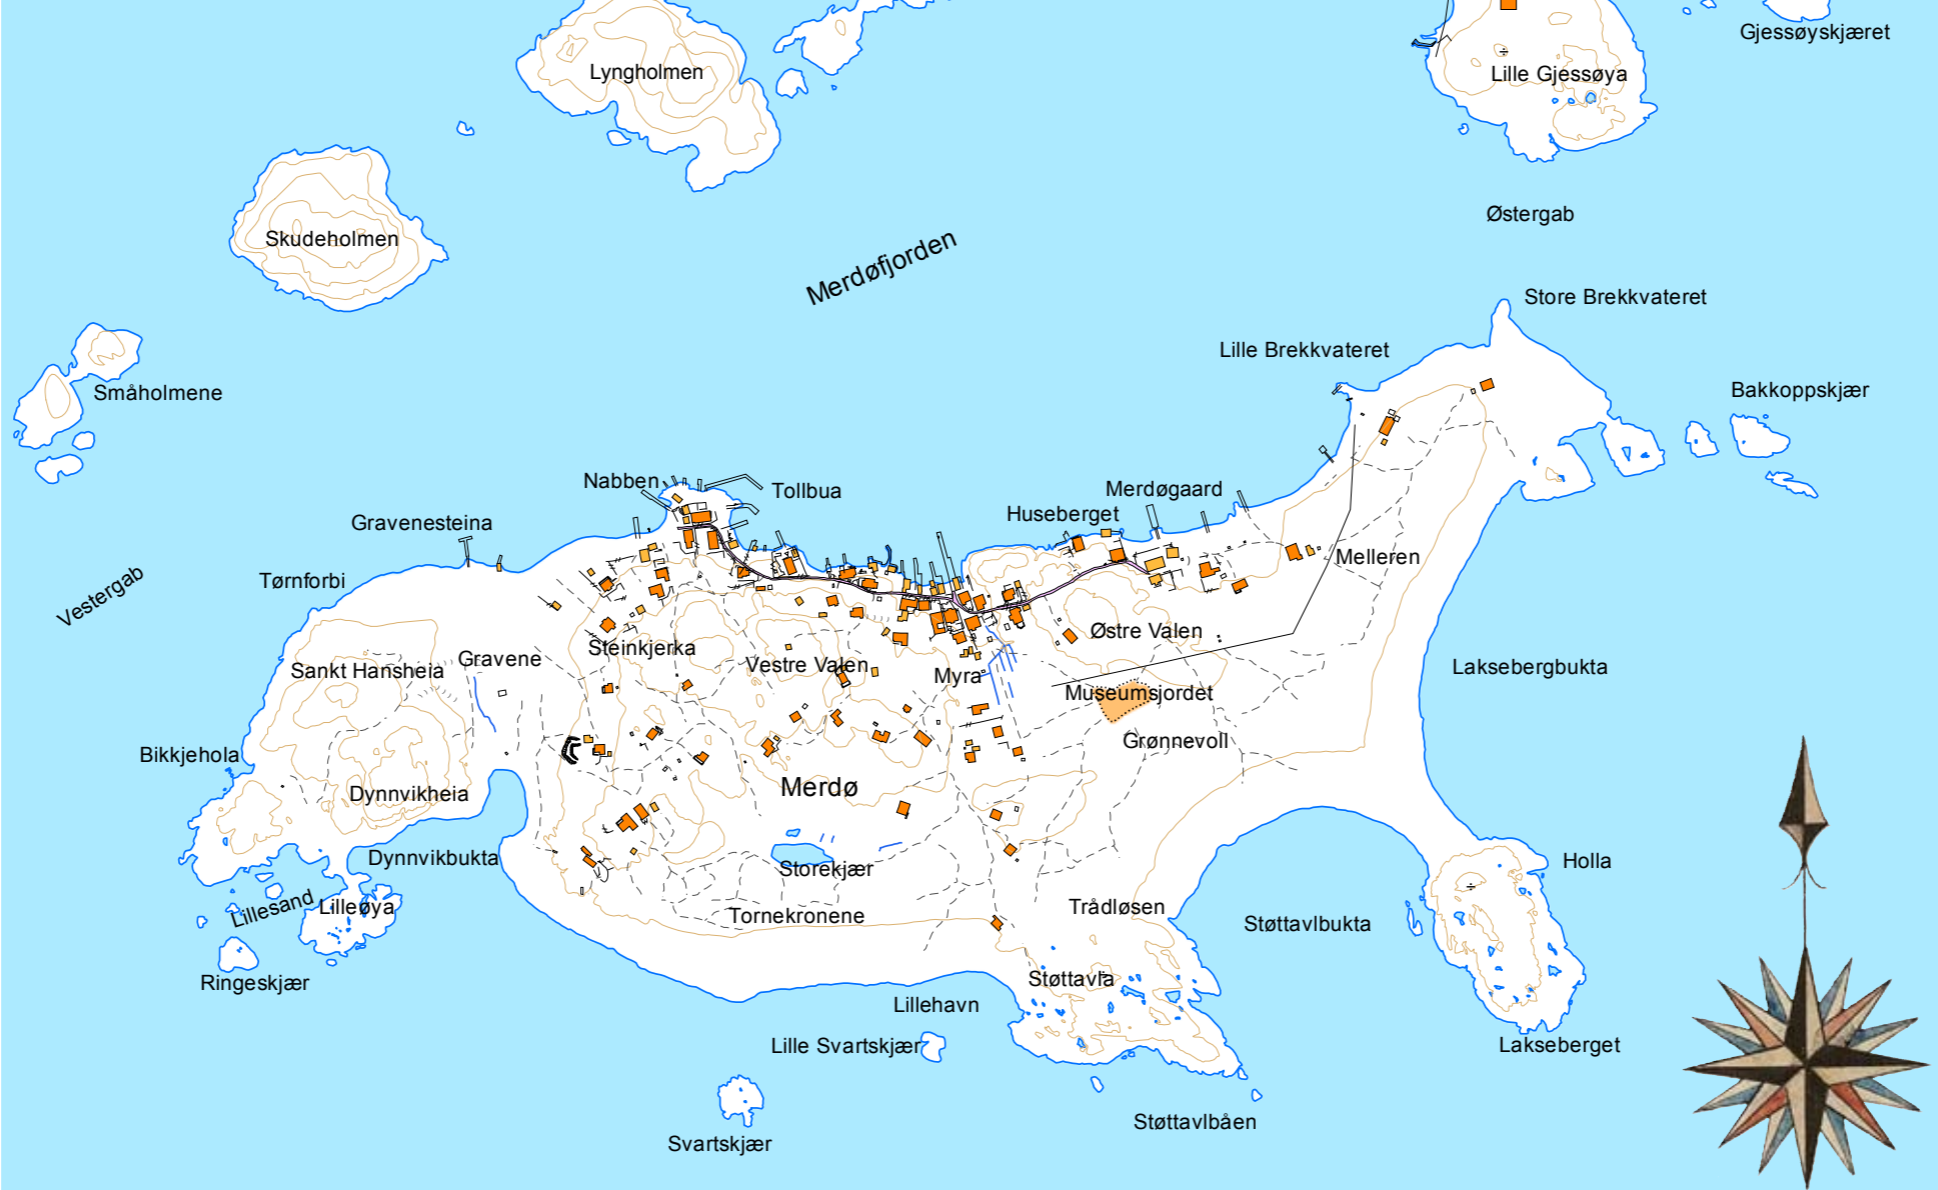 Gjessøyskjæret
Lyngholmen
Lille Gjessøya
Østergab
Skudeholmen
Merdøfjorden
Store Brekkvateret
Lille Brekkvateret
Småholmene
Bakkoppskjær
Nabben
Tollbua
Merdøgaard
Huseberget
Gravenesteina
Melleren
Tørnforbi
Vestergab
Østre Valen
Steinkjerka
Gravene
Vestre Valen
Sankt Hansheia
Laksebergbukta
Myra
Museumsjordet
Grønnevoll
Bikkjehola
Merdø
Dynnvikheia
Dynnvikbukta
Holla
Storekjær
Lillesand
Lilleøya
Trådløsen
Tornekronene
Støttavlbukta
Støttavla
Ringeskjær
Lillehavn
Lille Svartskjær
Lakseberget
Støttavlbåen
Svartskjær